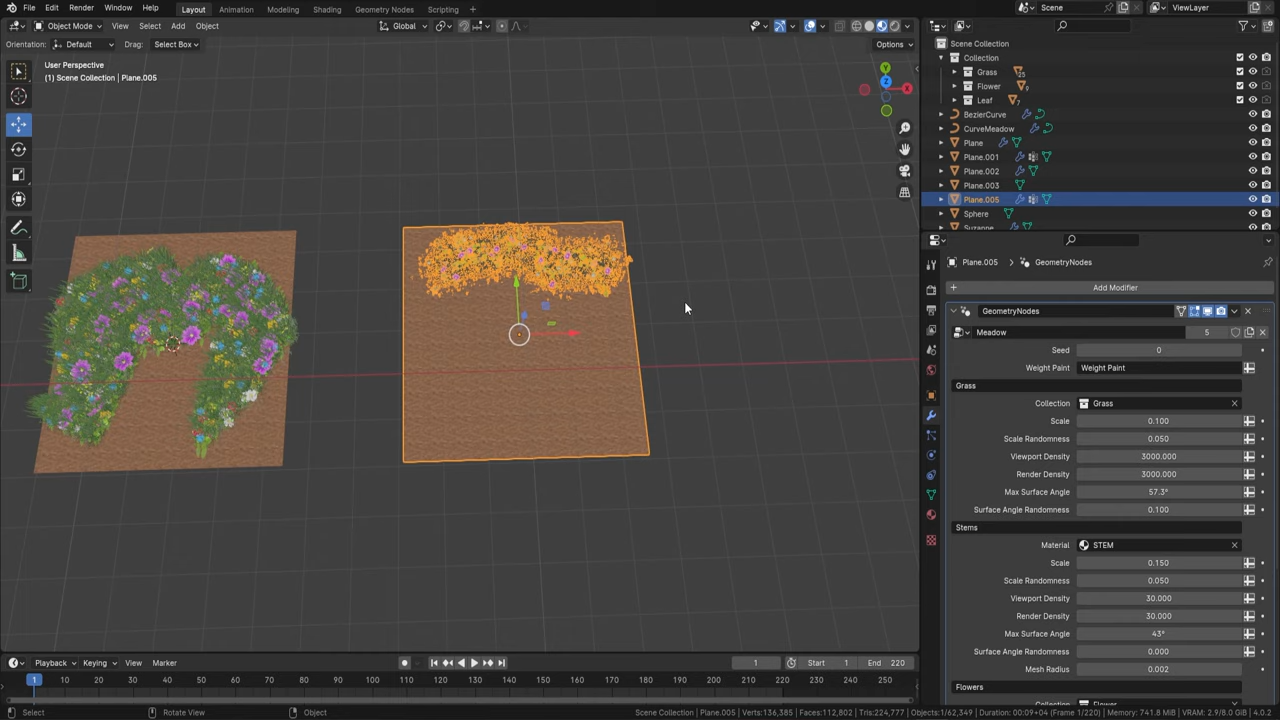 File Edit Render Window Help Layout Animation Modeling Shading Geometry Nodes Scripting Scene ViewLayer
Object Mode View Select Add Object Global
Orientation: Default Drag: Select Box Options
User Perspective
(1) Scene Collection | Plane.005
X
Y
Z
Scene Collection
Collection
Grass 25
Flower 9
Leaf 7
BezierCurve
CurveMeadow
Plane
Plane.001
Plane.002
Plane.003
Plane.005
Sphere
Suzanne
Plane.005 GeometryNodes
+ Add Modifier
GeometryNodes
Meadow 5
Seed 0
Weight Paint Weight Paint
Grass
Collection Grass
Scale 0.100
Scale Randomness 0.050
Viewport Density 3000.000
Render Density 3000.000
Max Surface Angle 57.3°
Surface Angle Randomness 0.100
Stems
Material STEM
Scale 0.150
Scale Randomness 0.050
Viewport Density 30.000
Render Density 30.000
Max Surface Angle 43°
Surface Angle Randomness 0.000
Mesh Radius 0.002
Flowers
Collection Flower
Playback Keying View Marker 1 Start 1 End 220
1 10 20 30 40 50 60 70 80 90 100 110 120 130 140 150 160 170 180 190 200 210 220 230 240 250
Select Rotate View Object Scene Collection | Plane.005 | Verts:136,385 | Faces:112,802 | Tris:224,777 | Objects:1/62,349 | Duration: 00:09+04 (Frame 1/220) | Memory: 741.8 MiB | VRAM: 2.9/8.0 GiB | 4.0.2